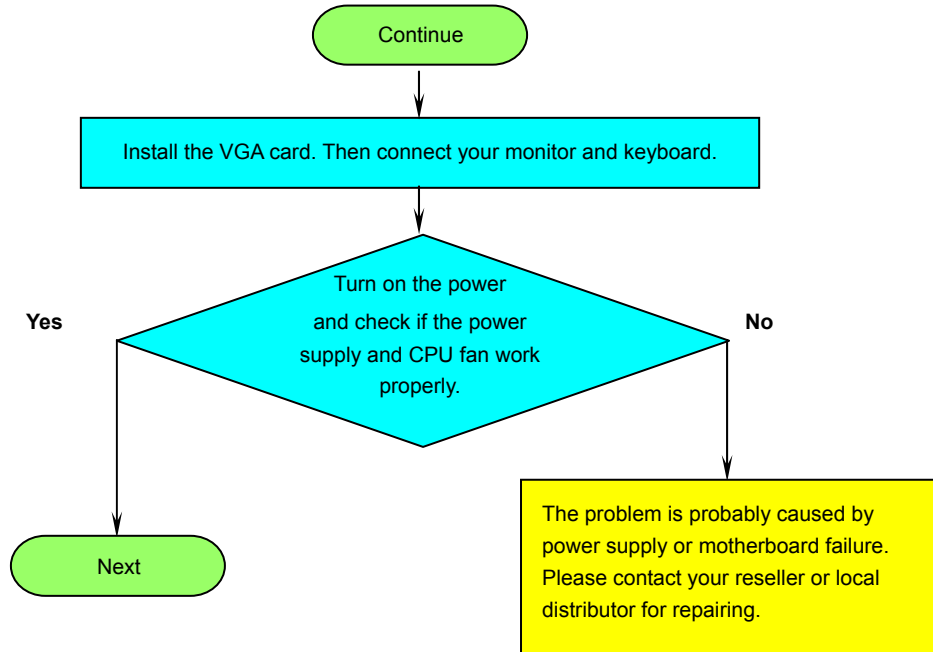 Continue
Install the VGA card. Then connect your monitor and keyboard.
Turn on the power
and check if the power
supply and CPU fan work
properly.
Yes
No
Next
The problem is probably caused by
power supply or motherboard failure.
Please contact your reseller or local
distributor for repairing.